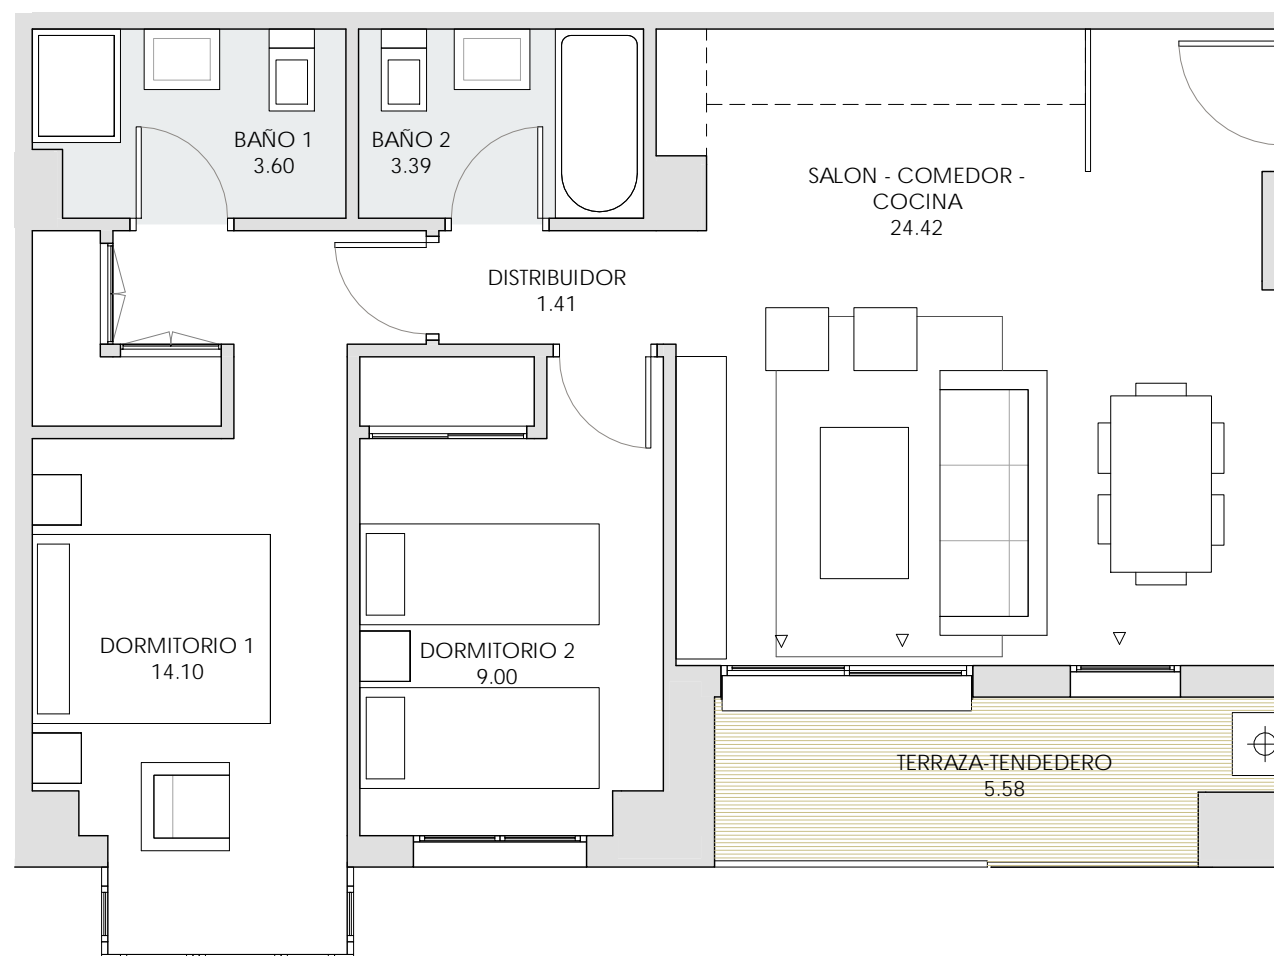 BAÑO 1
3.60
BAÑO 2
3.39
SALON - COMEDOR -
COCINA
24.42
DISTRIBUIDOR
1.41
DORMITORIO 1
14.10
DORMITORIO 2
9.00
TERRAZA-TENDEDERO
5.58